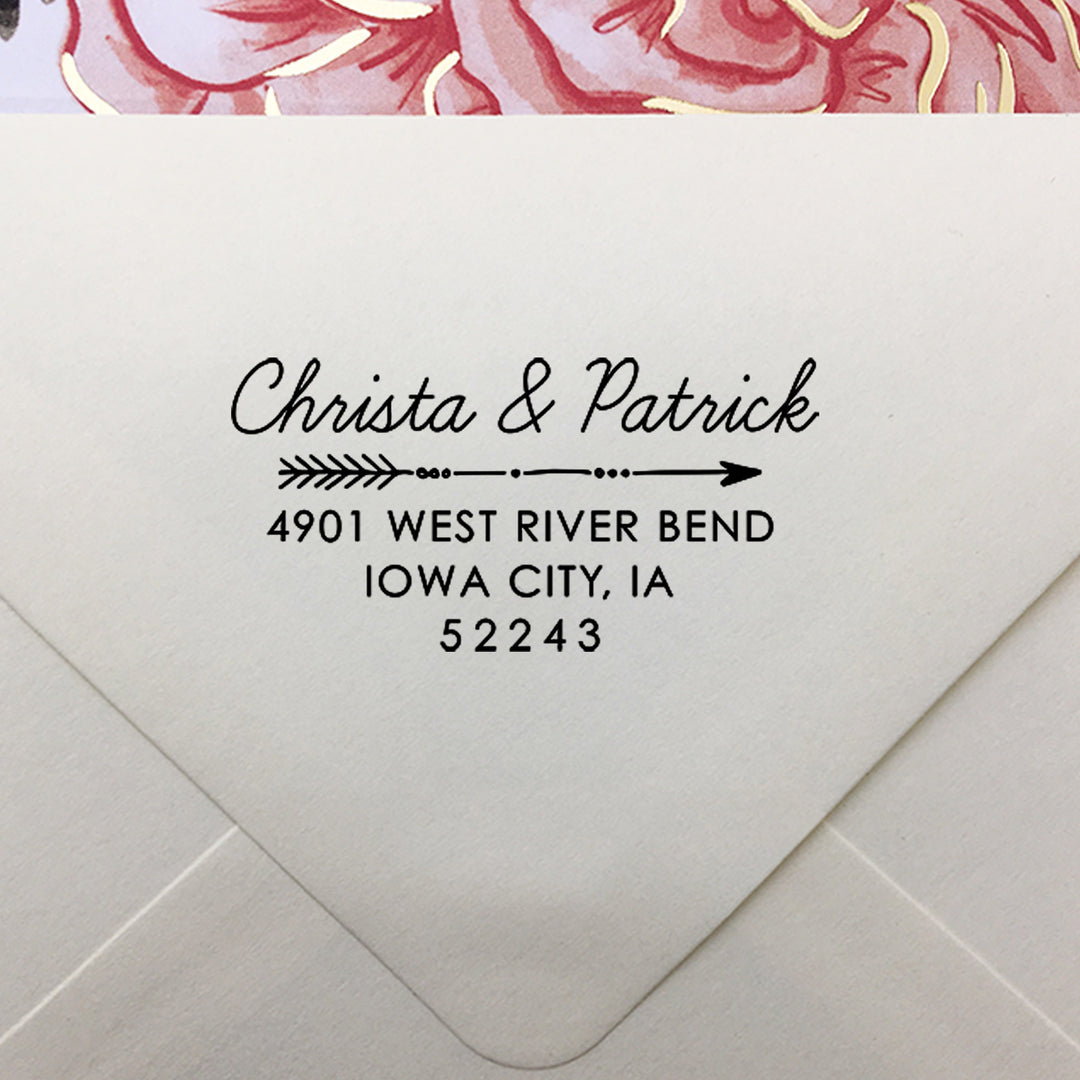 Christa & Patrick
4901 WEST RIVER BEND
IOWA CITY, IA
52243